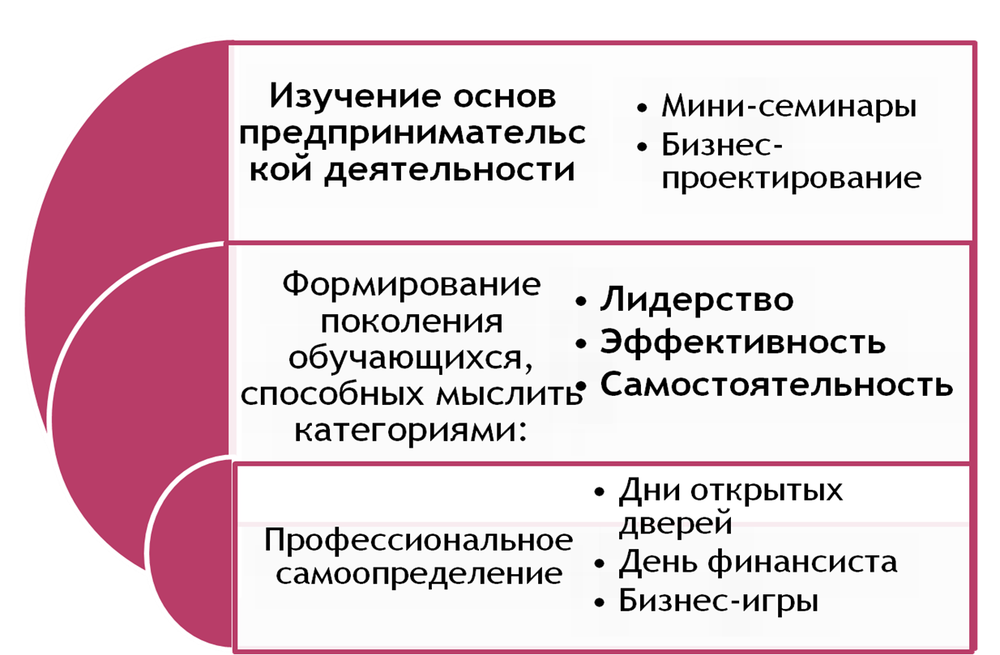 Изучение основ
предпринимательс
кой деятельности
• Мини-семинары
• Бизнес-
проектирование
Формирование
поколения
обучающихся,
способных мыслить
категориями:
• Лидерство
• Эффективность
• Самостоятельность
Профессиональное
самоопределение
• Дни открытых
дверей
• День финансиста
• Бизнес-игры